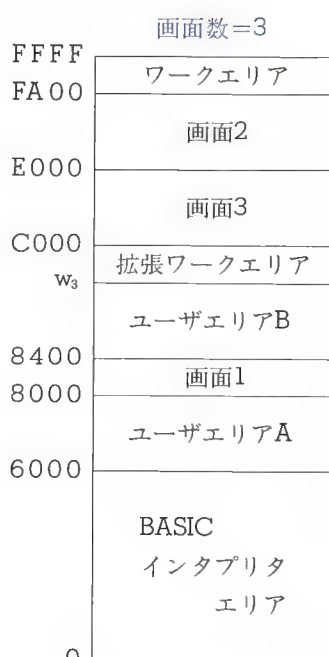 画面数=3
FFFF
ワークエリア
FA00
画面2
E000
画面3
C000
拡張ワークエリア
w₃
ユーザエリアB
8400
画面1
8000
ユーザエリアA
6000
BASIC
インタプリタ
エリア
0